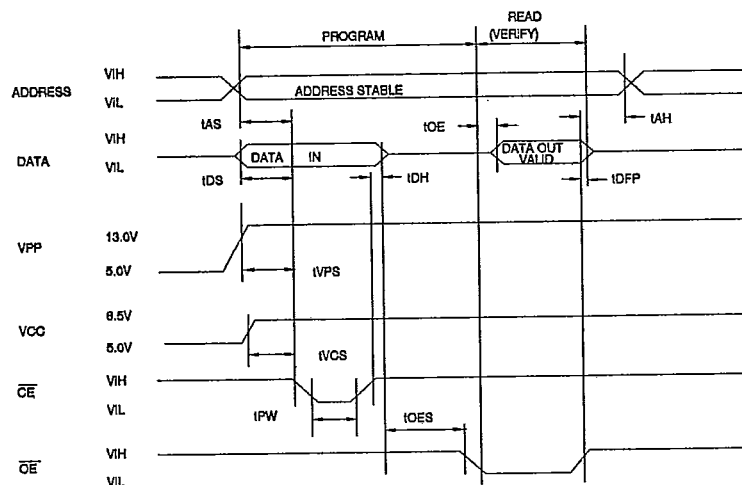 READ
PROGRAM (VERIFY)
ADDRESS VIH
VIL ADDRESS STABLE
tAS tOE tAH
DATA VIH
VIL DATA IN DATA OUT VALID
tDS tDH tDFP
VPP 13.0V
5.0V tVPS
VCC 6.5V
5.0V tVCS
CE VIH
VIL tPW
tOES
OE VIH
VIL